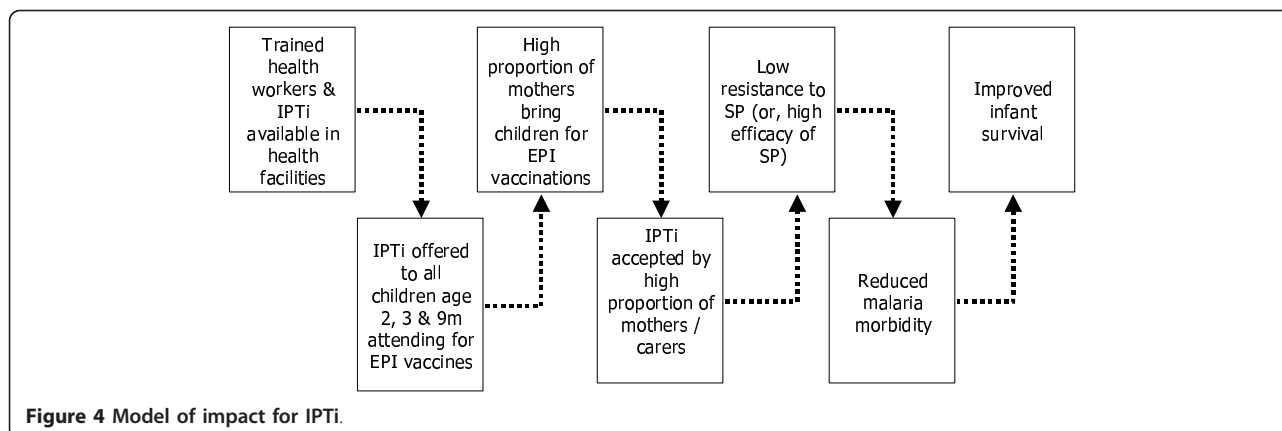 Trained
health
workers &
IPTi
available in
health
facilities
IPTi offered
to all
children age
2, 3 & 9m
attending for
EPI vaccines
High
proportion of
mothers
bring
children for
EPI
vaccinations
IPTi
accepted by
high
proportion of
mothers /
carers
Low
resistance to
SP (or, high
efficacy of
SP)
Reduced
malaria
morbidity
Improved
infant
survival
Figure 4 Model of impact for IPTi.